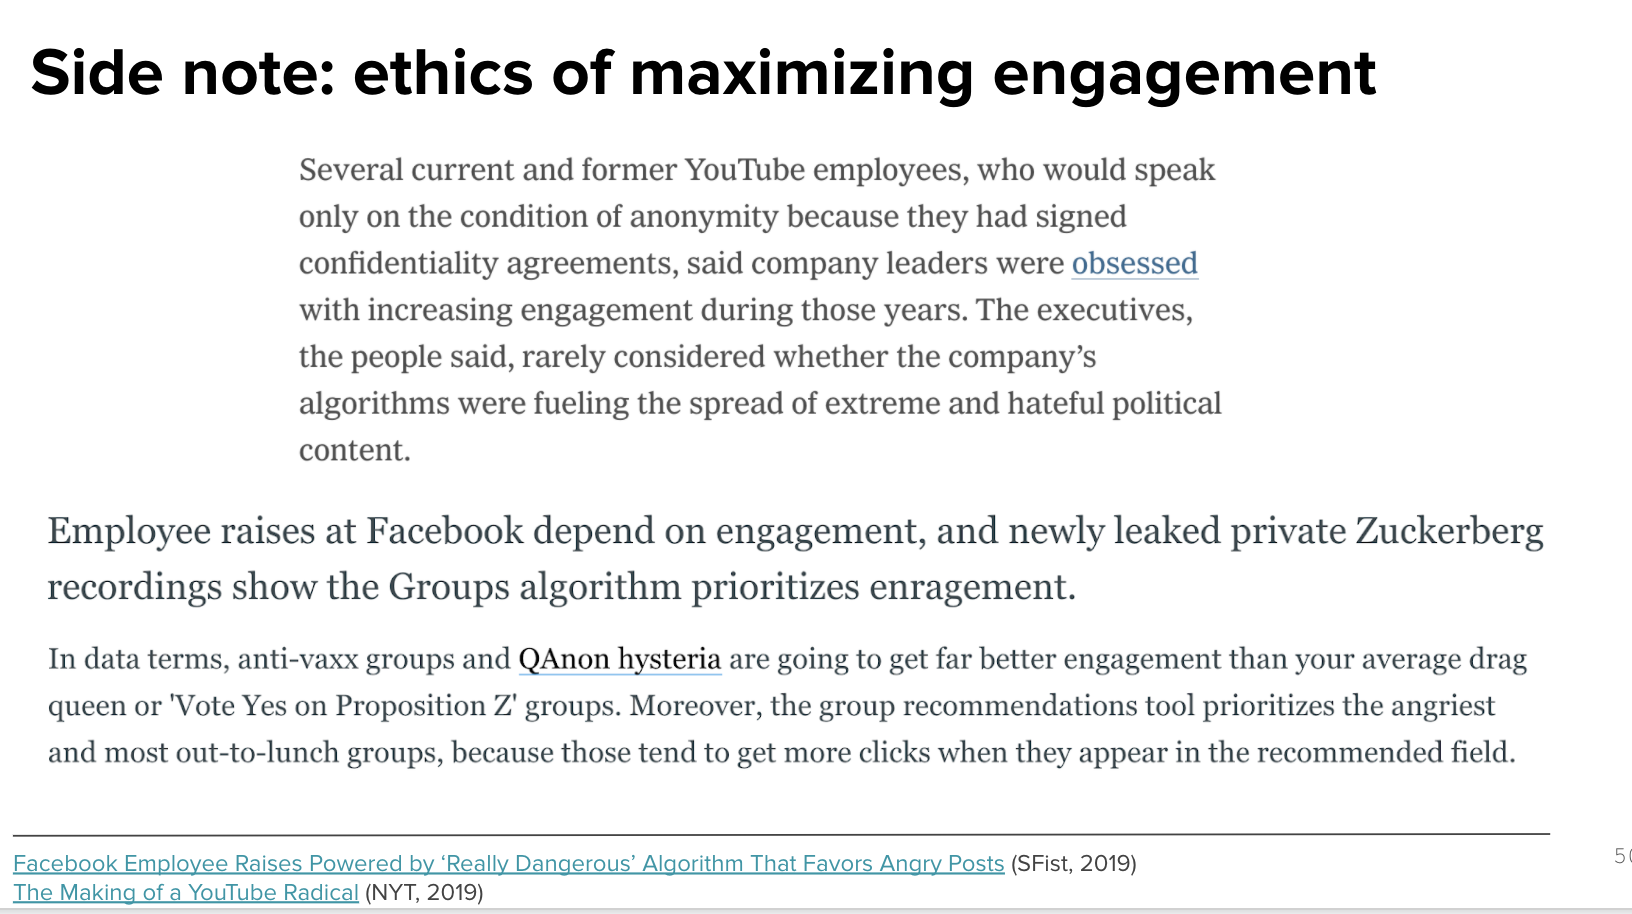 Side note: ethics of maximizing engagement
Several current and former YouTube employees, who would speak
only on the condition of anonymity because they had signed
confidentiality agreements, said company leaders were obsessed
with increasing engagement during those years. The executives,
the people said, rarely considered whether the company’s
algorithms were fueling the spread of extreme and hateful political
content.
Employee raises at Facebook depend on engagement, and newly leaked private Zuckerberg
recordings show the Groups algorithm prioritizes enragement.
In data terms, anti-vaxx groups and QAnon hysteria are going to get far better engagement than your average drag
queen or 'Vote Yes on Proposition Z' groups. Moreover, the group recommendations tool prioritizes the angriest
and most out-to-lunch groups, because those tend to get more clicks when they appear in the recommended field.
Facebook Employee Raises Powered by ‘Really Dangerous’ Algorithm That Favors Angry Posts (SFist, 2019)
The Making of a YouTube Radical (NYT, 2019)